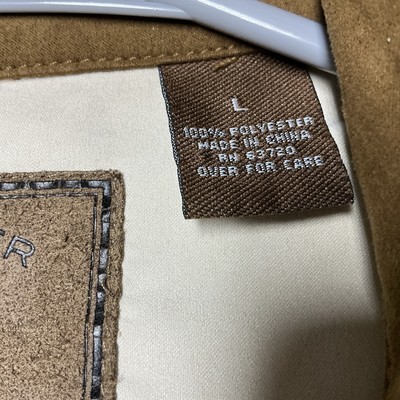 L
100% POLYESTER
MADE IN CHINA
RN 63720
OVER FOR CARE